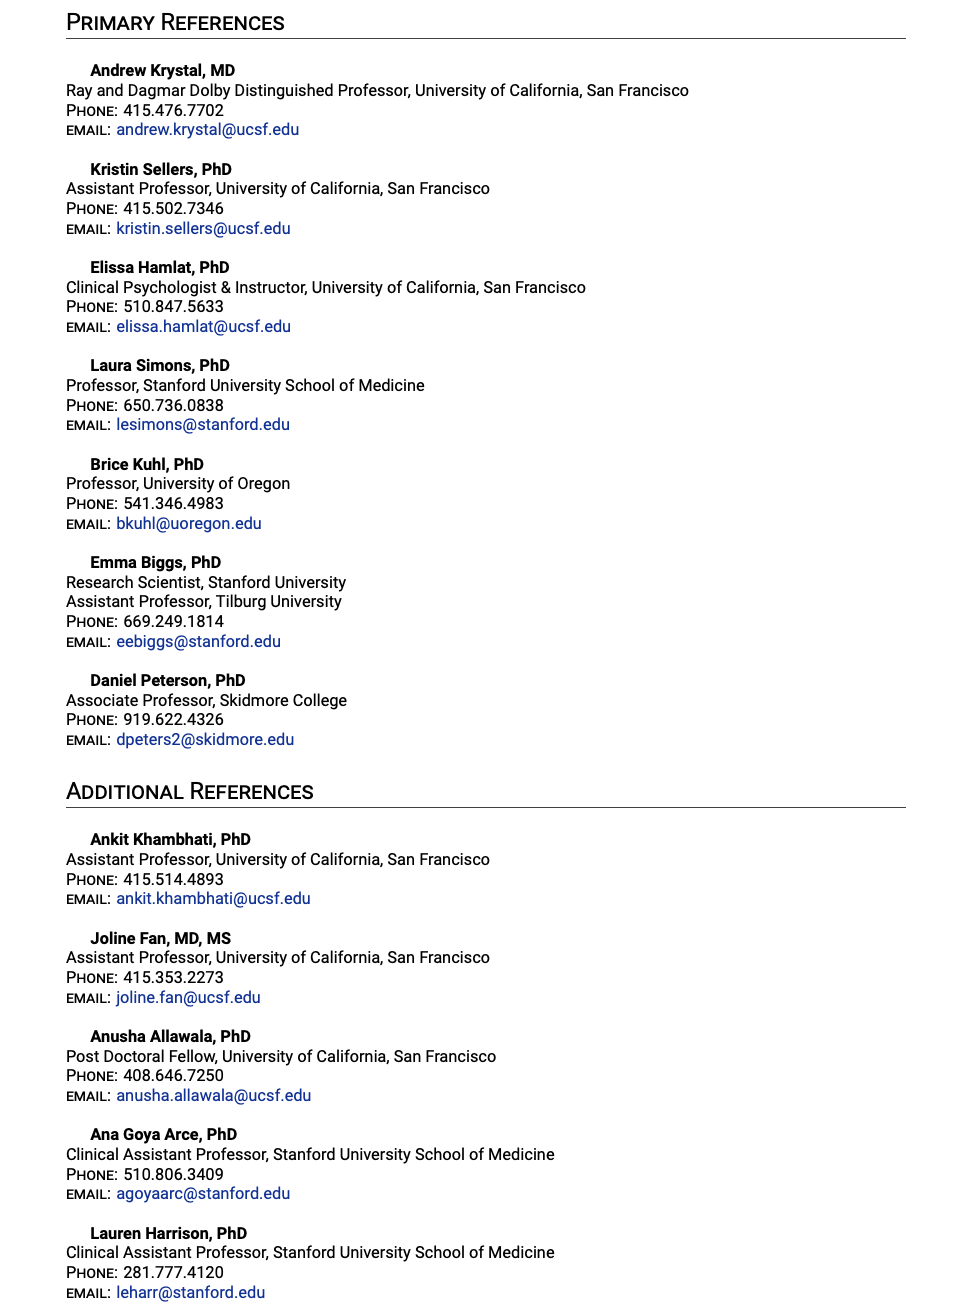 PRIMARY REFERENCES
Andrew Krystal, MD
Ray and Dagmar Dolby Distinguished Professor, University of California, San Francisco
PHONE: 415.476.7702
EMAIL: andrew.krystal@ucsf.edu
Kristin Sellers, PhD
Assistant Professor, University of California, San Francisco
PHONE: 415.502.7346
EMAIL: kristin.sellers@ucsf.edu
Elissa Hamlat, PhD
Clinical Psychologist & Instructor, University of California, San Francisco
PHONE: 510.847.5633
EMAIL: elissa.hamlat@ucsf.edu
Laura Simons, PhD
Professor, Stanford University School of Medicine
PHONE: 650.736.0838
EMAIL: lesimons@stanford.edu
Brice Kuhl, PhD
Professor, University of Oregon
PHONE: 541.346.4983
EMAIL: bkuhl@uoregon.edu
Emma Biggs, PhD
Research Scientist, Stanford University
Assistant Professor, Tilburg University
PHONE: 669.249.1814
EMAIL: eebiggs@stanford.edu
Daniel Peterson, PhD
Associate Professor, Skidmore College
PHONE: 919.622.4326
EMAIL: dpeters2@skidmore.edu
ADDITIONAL REFERENCES
Ankit Khambhati, PhD
Assistant Professor, University of California, San Francisco
PHONE: 415.514.4893
EMAIL: ankit.khambhati@ucsf.edu
Joline Fan, MD, MS
Assistant Professor, University of California, San Francisco
PHONE: 415.353.2273
EMAIL: joline.fan@ucsf.edu
Anusha Allawala, PhD
Post Doctoral Fellow, University of California, San Francisco
PHONE: 408.646.7250
EMAIL: anusha.allawala@ucsf.edu
Ana Goya Arce, PhD
Clinical Assistant Professor, Stanford University School of Medicine
PHONE: 510.806.3409
EMAIL: agoyaarc@stanford.edu
Lauren Harrison, PhD
Clinical Assistant Professor, Stanford University School of Medicine
PHONE: 281.777.4120
EMAIL: leharr@stanford.edu